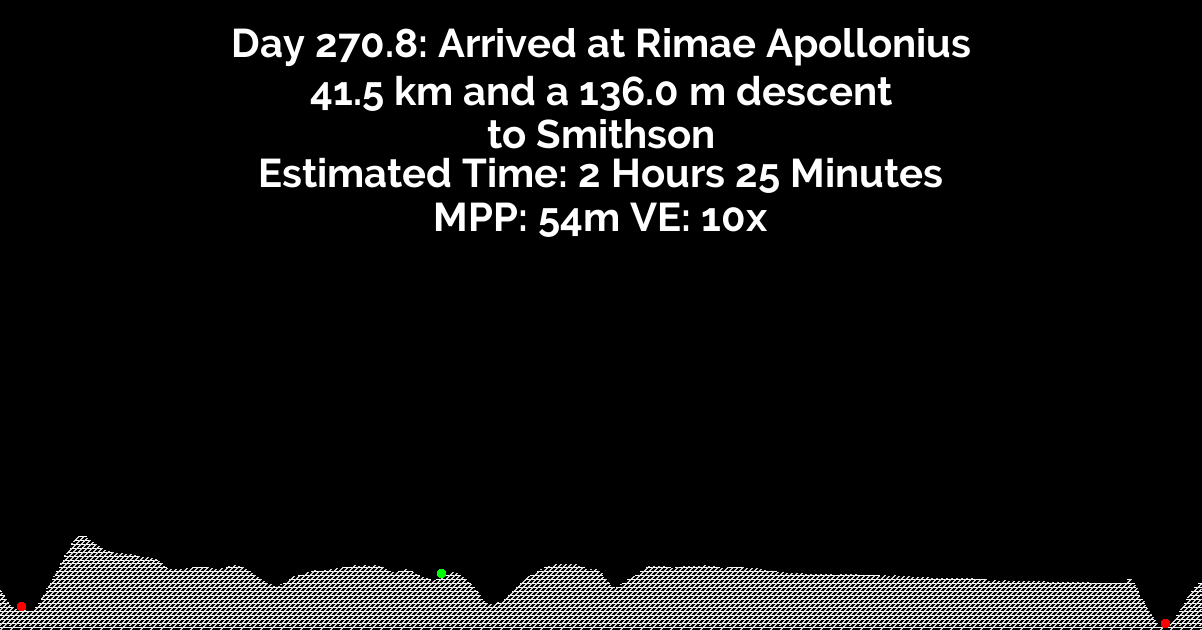 Day 270.8: Arrived at Rimae Apollonius
41.5 km and a 136.0 m descent
to Smithson
Estimated Time: 2 Hours 25 Minutes
MPP: 54m VE: 10x